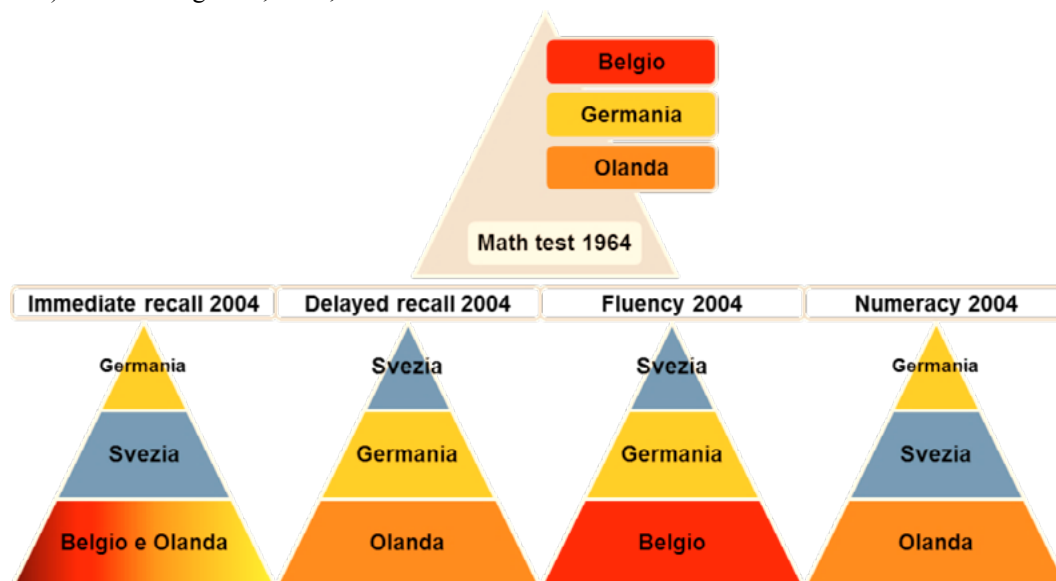 Belgio
Germania
Olanda
Math test 1964
Immediate recall 2004 Delayed recall 2004 Fluency 2004 Numeracy 2004
Germania Svezia Svezia Germania
Svezia Germania Germania Svezia
Belgio e Olanda Olanda Belgio Olanda